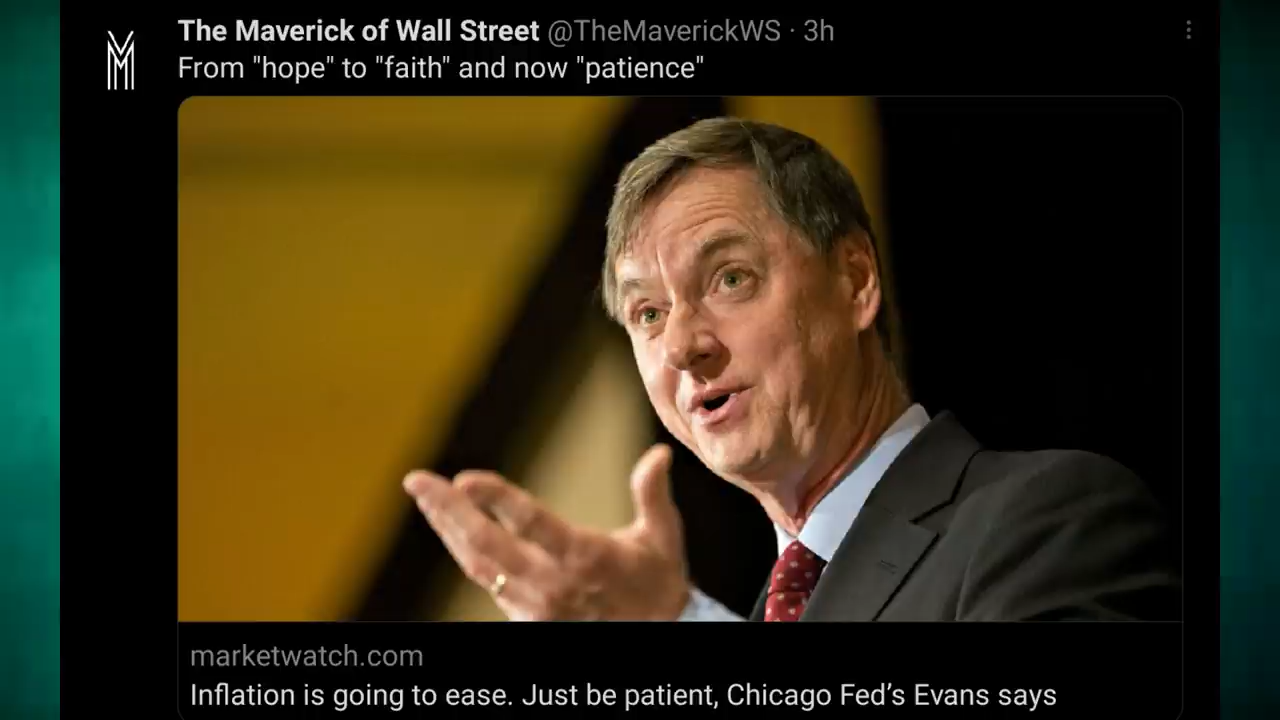 The Maverick of Wall Street @TheMaverickWS · 3h
From "hope" to "faith" and now "patience"
marketwatch.com
Inflation is going to ease. Just be patient, Chicago Fed’s Evans says